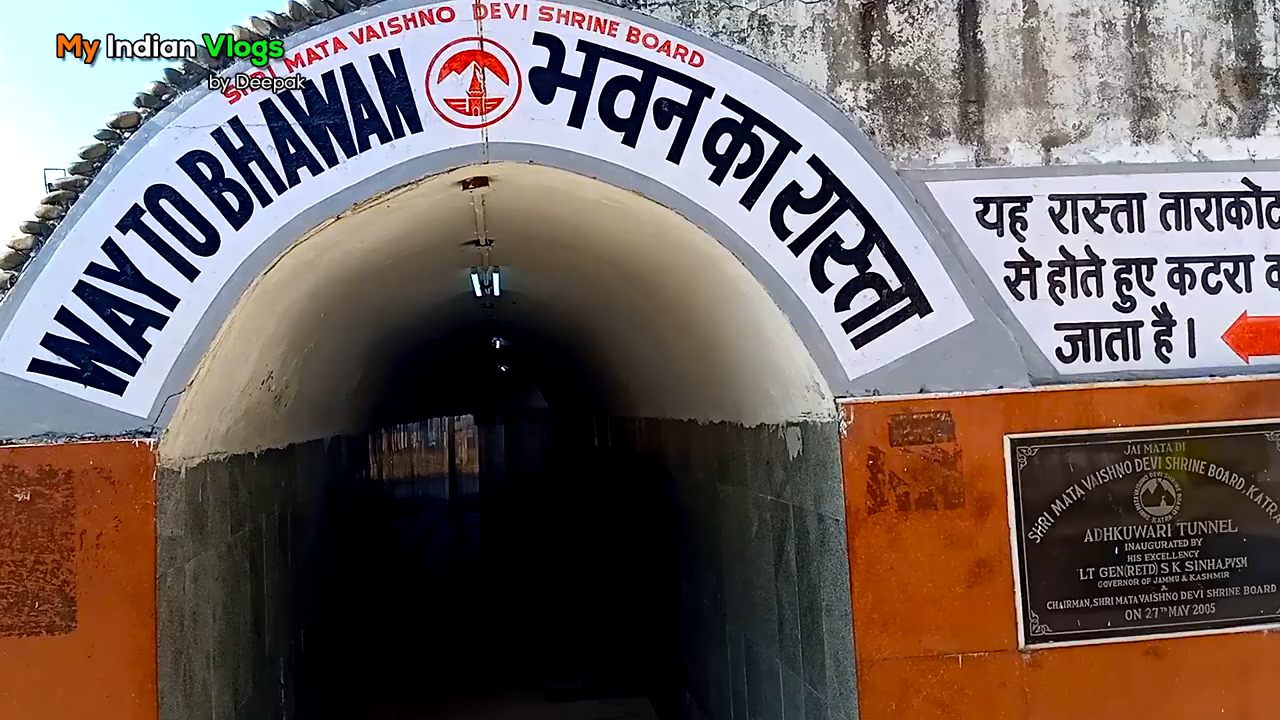 My Indian Vlogs
by Deepak
SHRI MATA VAISHNO DEVI SHRINE BOARD
WAY TO BHAWAN भवन का रास्ता
यह रास्ता ताराकोट
से होते हुए कटरा
जाता है।
JAI MATA DI
SHRI MATA VAISHNO DEVI SHRINE BOARD, KATRA
ADHKUWARI TUNNEL
INAUGURATED BY
HIS EXCELLENCY
LT GEN(RETD) S K SINHA,PVSM
GOVERNOR OF JAMMU & KASHMIR
&
CHAIRMAN, SHRI MATA VAISHNO DEVI SHRINE BOARD
ON 27TH MAY 2005